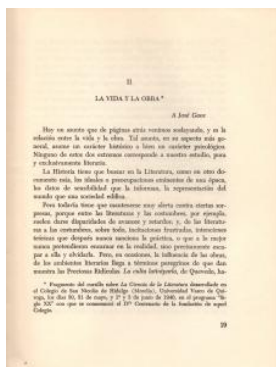 II
LA VIDA Y LA OBRA *
A José Gaos
Hay un asunto que de páginas atrás venimos soslayando, y es la
relación entre la vida y la obra. Tal asunto, en su aspecto más ge-
neral, asume un carácter histórico o bien un carácter psicológico.
Ninguno de estos dos extremos corresponde a nuestro estudio, pura
y exclusivamente literario.
La Historia tiene que buscar en la Literatura, como en otro do-
cumento más, los ideales o preocupaciones eminentes de una época,
los datos de sensibilidad que la informan, la representación del
mundo que una sociedad edifica.
Pero todavía tiene que mantenerse muy alerta contra ciertas sor-
presas, porque entre las literaturas y las costumbres, por ejemplo,
suelen darse disparidades de avances y retardos; y, de las literatu-
ras a las costumbres, sobre todo, incitaciones frustradas, intenciones
teóricas que después nunca sanciona la práctica, o que a lo mejor
nunca pretendieron encarnar en la realidad, sino precisamente esca-
par a ella y olvidarla. Pero, en ocasiones, la influencia de las obras,
de los ambientes literarios llega a términos peregrinos de que dan
muestra las Preciosas Ridículas. La culta latiniparla, de Quevedo, ha-
* Fragmento del cursillo sobre La Ciencia de la Literatura desarrollado en
el Colegio de San Nicolás de Hidalgo (Morelia), Universidad Vasco de Qui-
roga, los días 30, 31 de mayo, y 1º y 3 de junio de 1940, en el programa "Si-
glo XX" con que se conmemoró el IVº Centenario de la fundación de aquel
Colegio.
19